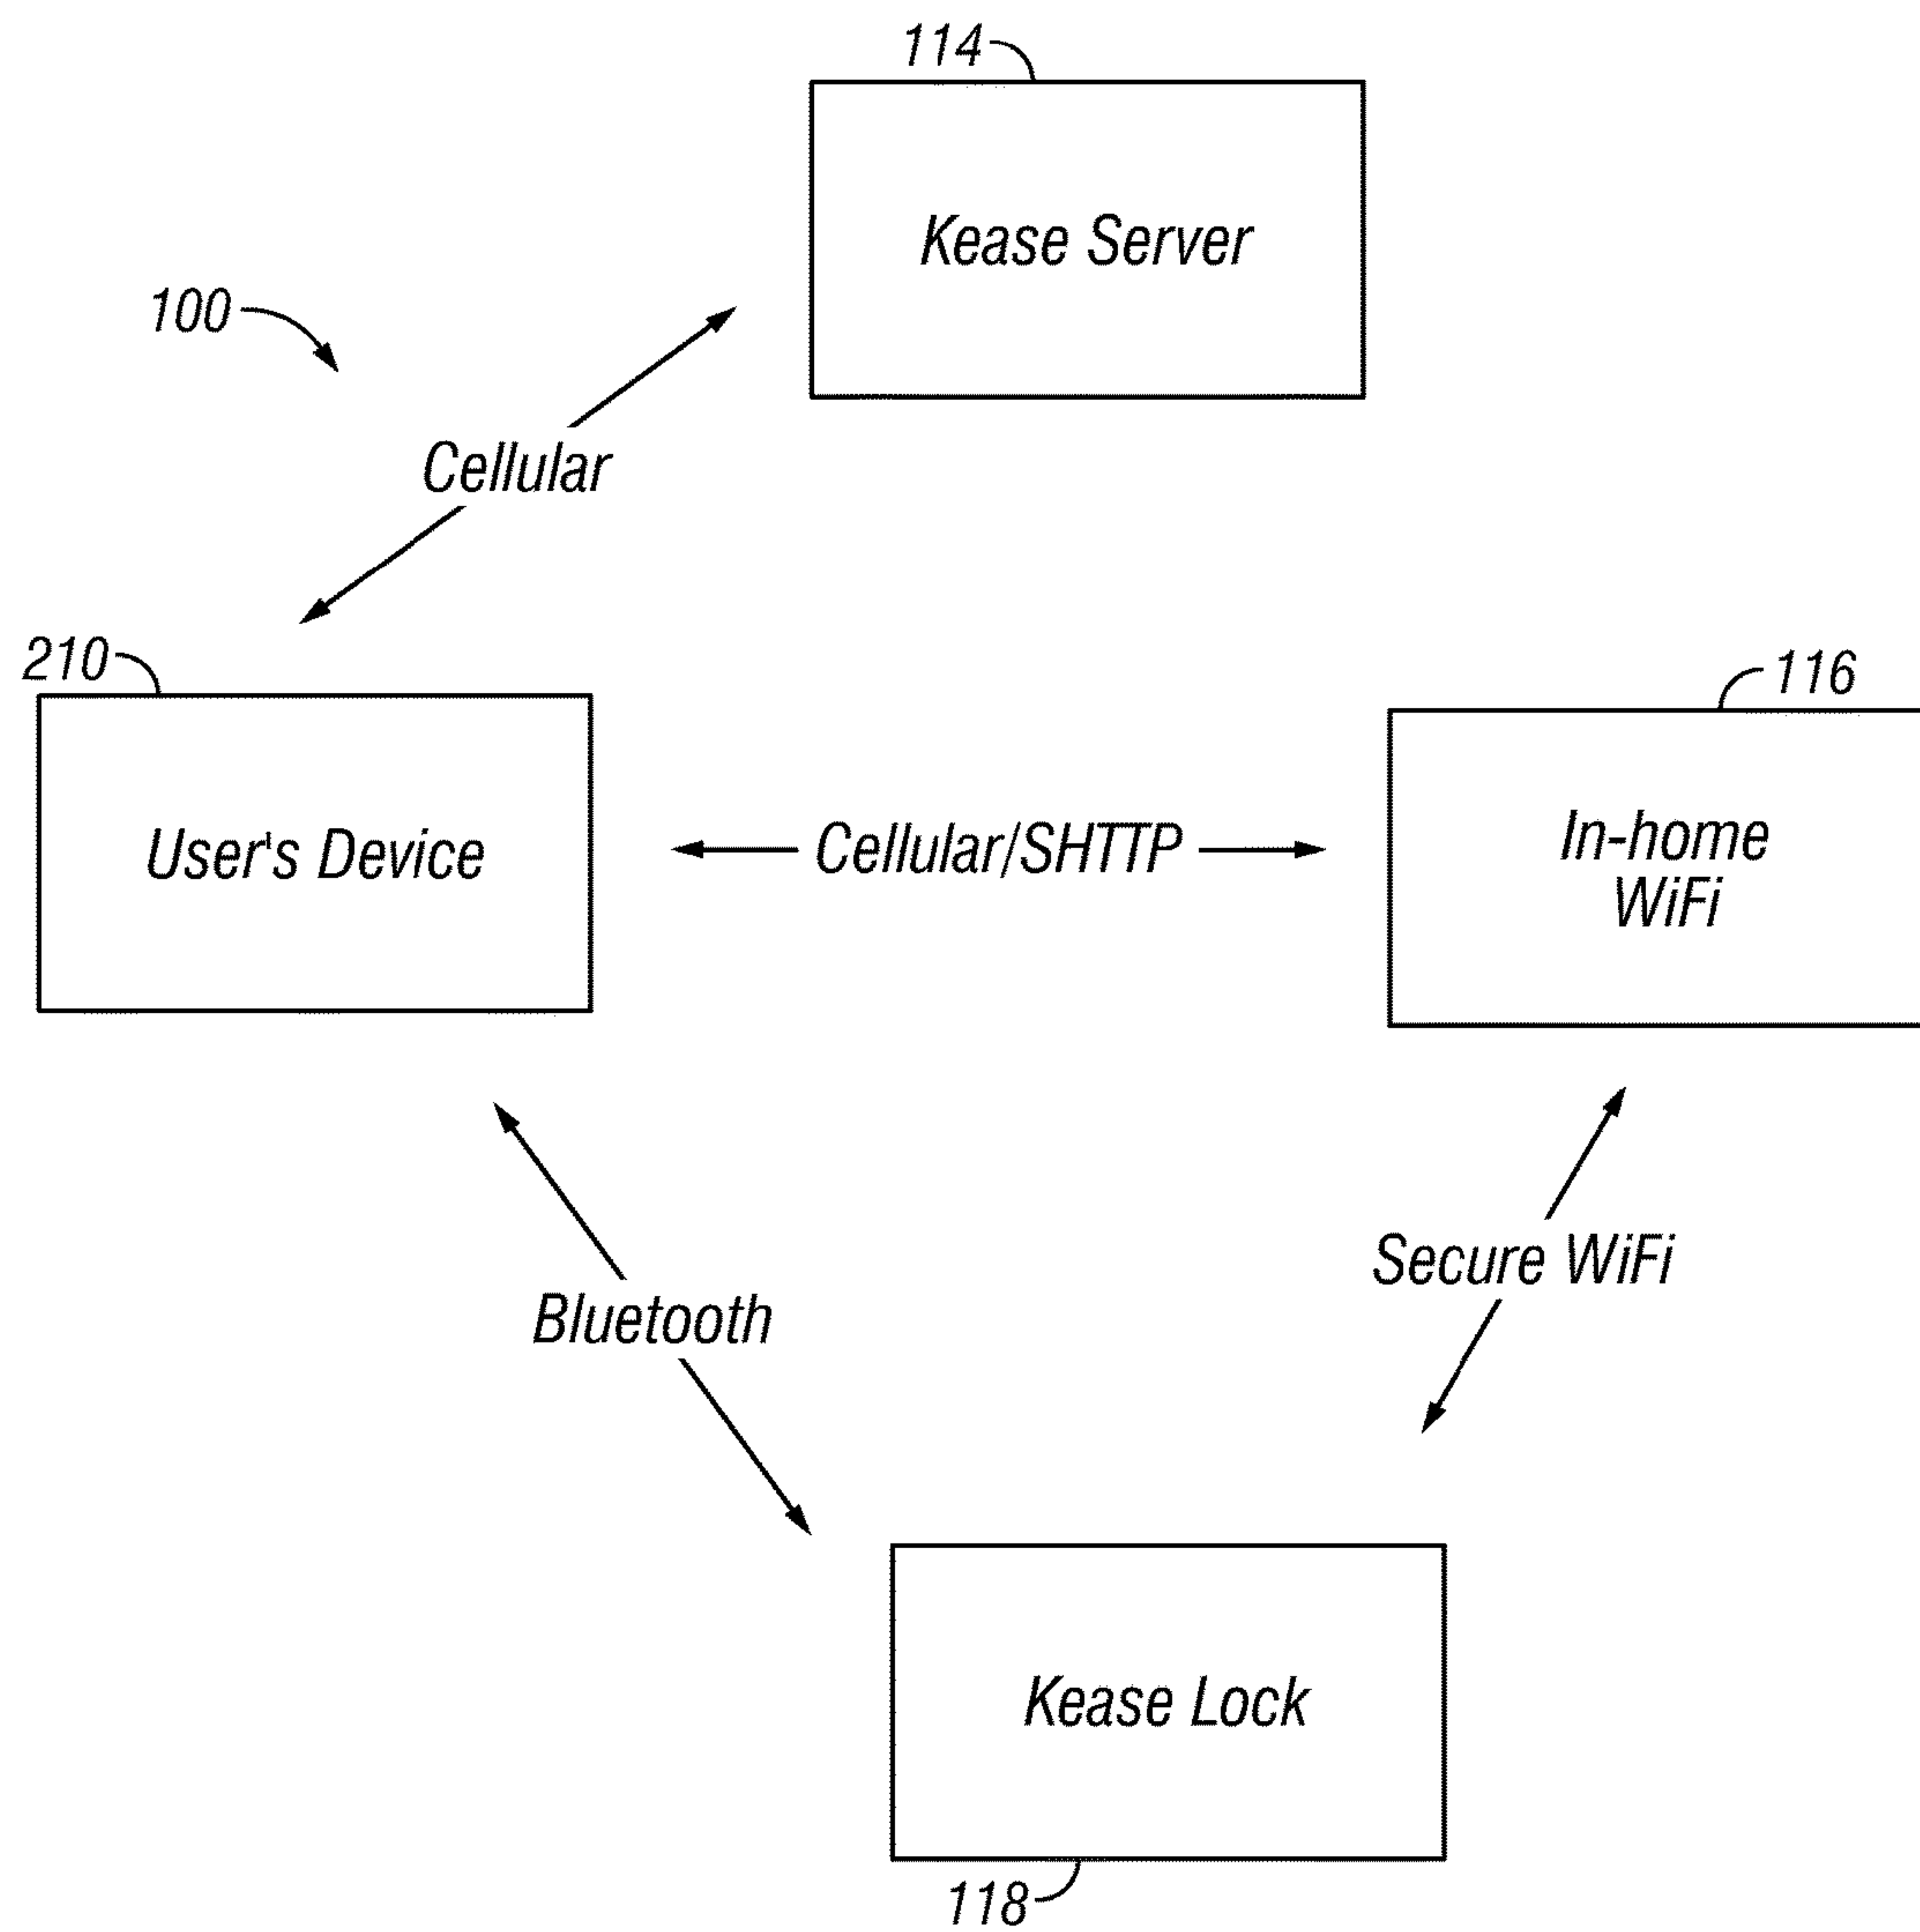 114
Kease Server
100
Cellular
210
116
User's Device
Cellular/SHTTP
In-home
WiFi
Secure WiFi
Bluetooth
Kease Lock
118